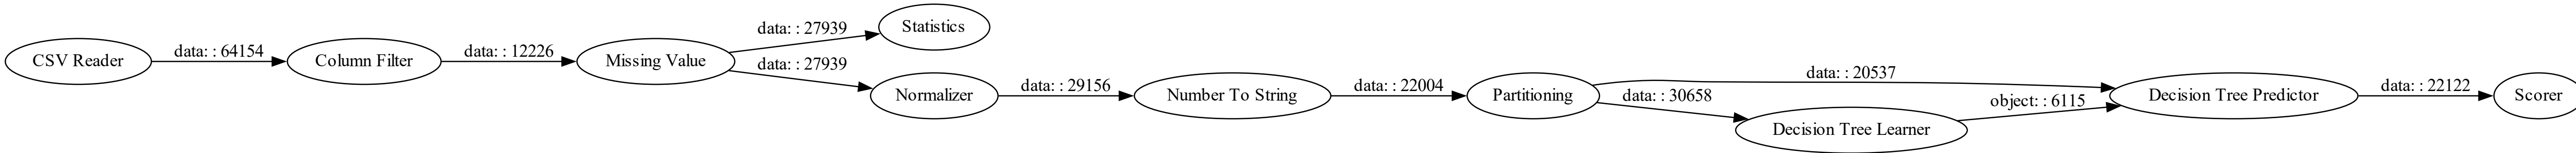 CSV Reader
data: : 64154
Column Filter
data: : 12226
Missing Value
data: : 27939
Statistics
data: : 27939
Normalizer
data: : 29156
Number To String
data: : 22004
Partitioning
data: : 20537
data: : 30658
Decision Tree Learner
object: : 6115
Decision Tree Predictor
data: : 22122
Scorer